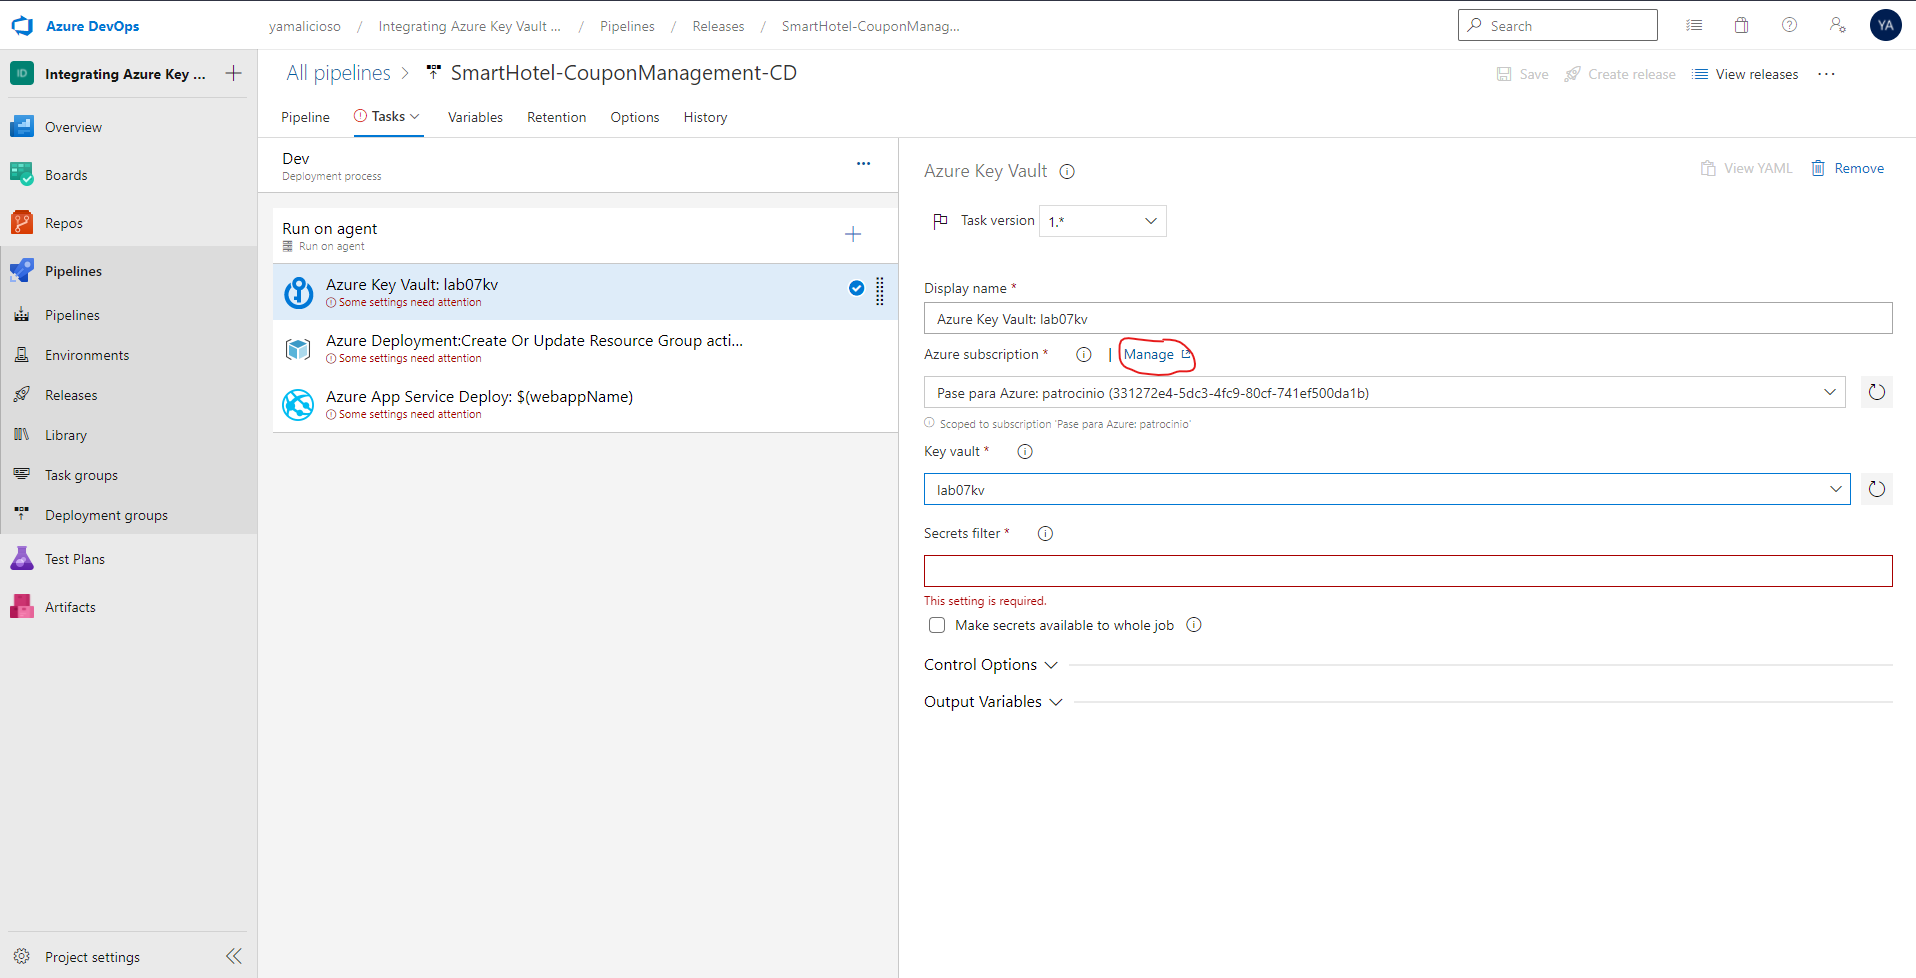 Azure DevOps
yamalicioso / Integrating Azure Key Vault ... / Pipelines / Releases / SmartHotel-CouponManag...
Search
YA
ID Integrating Azure Key ...
Overview
Boards
Repos
Pipelines
Pipelines
Environments
Releases
Library
Task groups
Deployment groups
Test Plans
Artifacts
Project settings
All pipelines > SmartHotel-CouponManagement-CD
Save
Create release
View releases
Pipeline
Tasks
Variables
Retention
Options
History
Dev
Deployment process
Run on agent
Run on agent
Azure Key Vault: lab07kv
Some settings need attention
Azure Deployment:Create Or Update Resource Group acti...
Some settings need attention
Azure App Service Deploy: $(webappName)
Some settings need attention
Azure Key Vault
View YAML
Remove
Task version 1.*
Display name *
Azure Key Vault: lab07kv
Azure subscription * | Manage
Pase para Azure: patrocinio (331272e4-5dc3-4fc9-80cf-741ef500da1b)
Scoped to subscription 'Pase para Azure: patrocinio'
Key vault *
lab07kv
Secrets filter *
This setting is required.
Make secrets available to whole job
Control Options
Output Variables